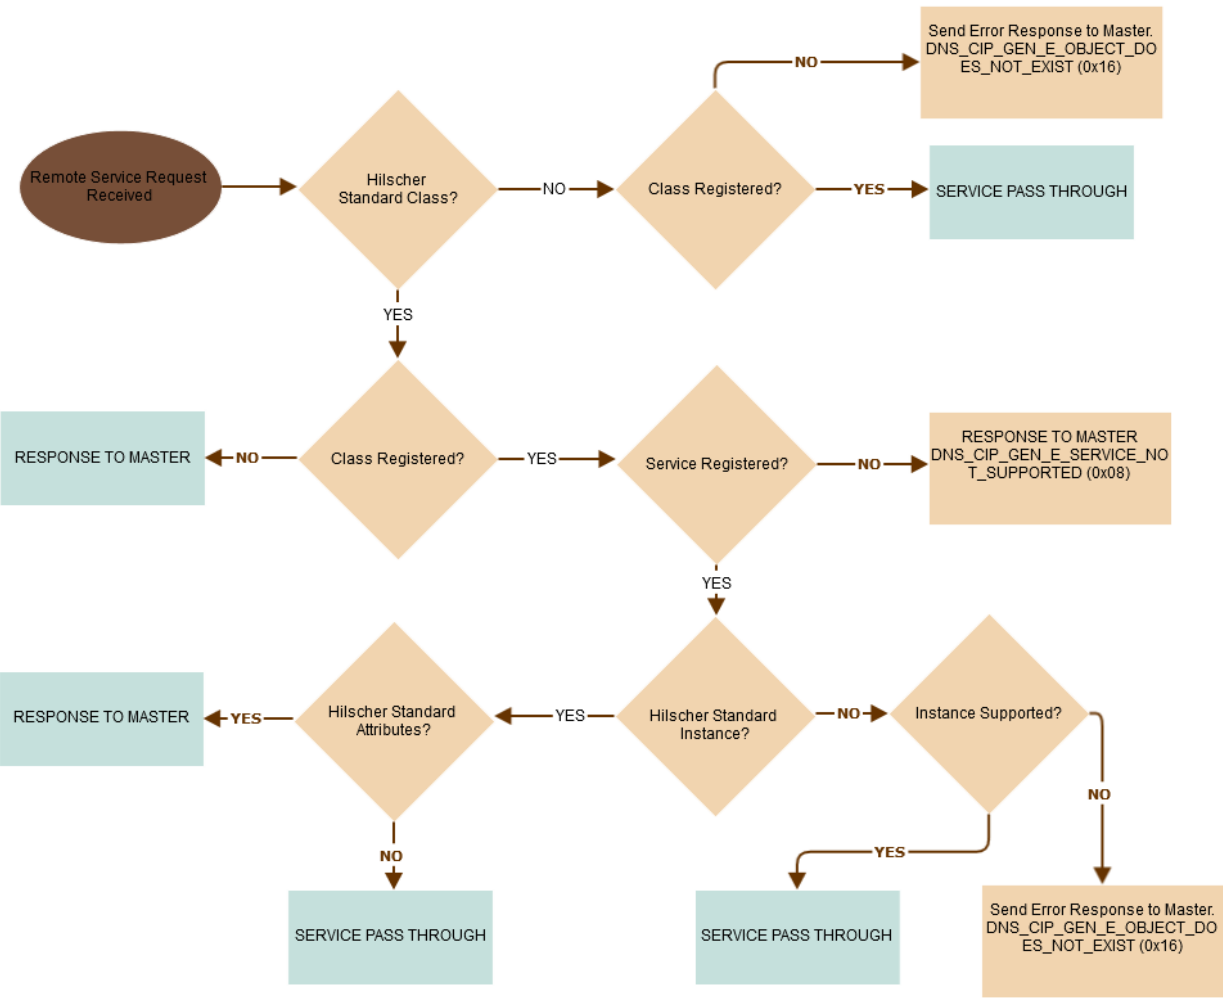 Send Error Response to Master.
DNS_CIP_GEN_E_OBJECT_DO
ES_NOT_EXIST (0x16)
NO
Remote Service Request
Received
Hilscher
Standard Class?
NO
Class Registered?
YES
SERVICE PASS THROUGH
YES
RESPONSE TO MASTER
NO
Class Registered?
YES
Service Registered?
NO
RESPONSE TO MASTER
DNS_CIP_GEN_E_SERVICE_NO
T_SUPPORTED (0x08)
YES
RESPONSE TO MASTER
YES
Hilscher Standard
Attributes?
YES
Hilscher Standard
Instance?
NO
Instance Supported?
NO
NO
YES
SERVICE PASS THROUGH
SERVICE PASS THROUGH
Send Error Response to Master.
DNS_CIP_GEN_E_OBJECT_DO
ES_NOT_EXIST (0x16)